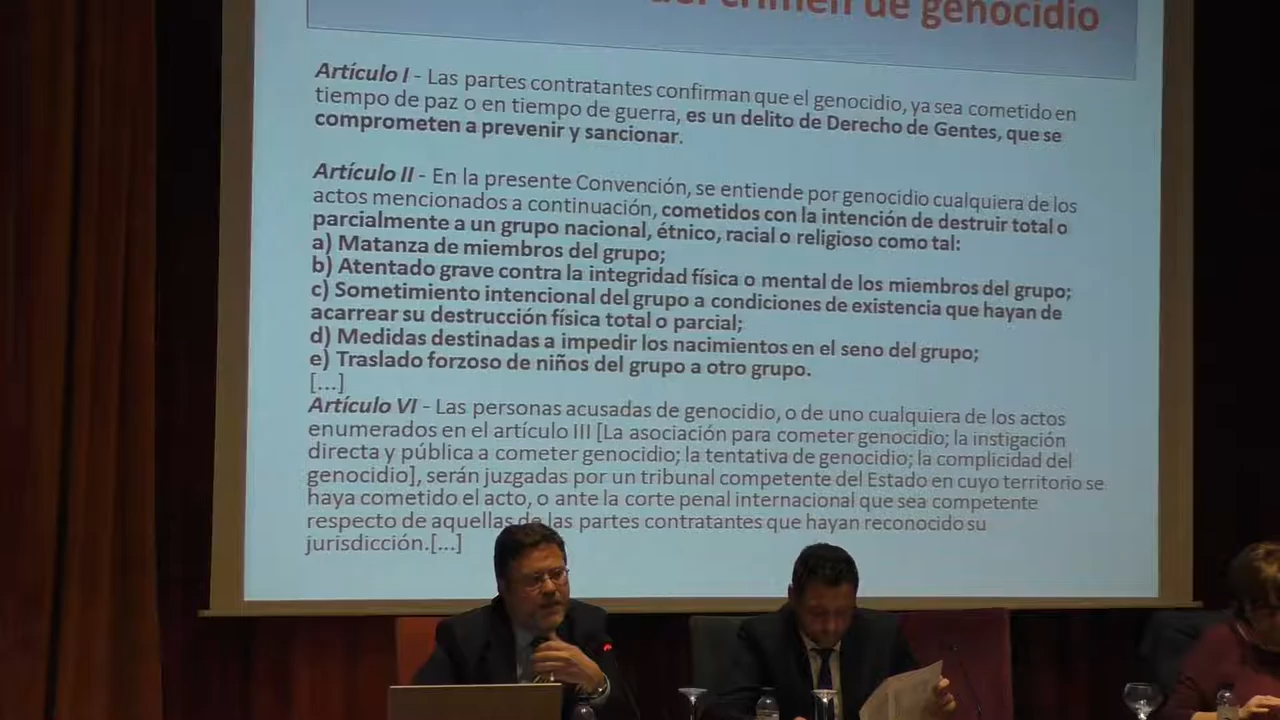 crimen de genocidio
Artículo I - Las partes contratantes confirman que el genocidio, ya sea cometido en
tiempo de paz o en tiempo de guerra, es un delito de Derecho de Gentes, que se
comprometen a prevenir y sancionar.
Artículo II - En la presente Convención, se entiende por genocidio cualquiera de los
actos mencionados a continuación, cometidos con la intención de destruir total o
parcialmente a un grupo nacional, étnico, racial o religioso como tal:
a) Matanza de miembros del grupo;
b) Atentado grave contra la integridad física o mental de los miembros del grupo;
c) Sometimiento intencional del grupo a condiciones de existencia que hayan de
acarrear su destrucción física total o parcial;
d) Medidas destinadas a impedir los nacimientos en el seno del grupo;
e) Traslado forzoso de niños del grupo a otro grupo.
[...]
Artículo VI - Las personas acusadas de genocidio, o de uno cualquiera de los actos
enumerados en el artículo III [La asociación para cometer genocidio; la instigación
directa y pública a cometer genocidio; la tentativa de genocidio; la complicidad del
genocidio], serán juzgadas por un tribunal competente del Estado en cuyo territorio se
haya cometido el acto, o ante la corte penal internacional que sea competente
respecto de aquellas de las partes contratantes que hayan reconocido su
jurisdicción.[...]